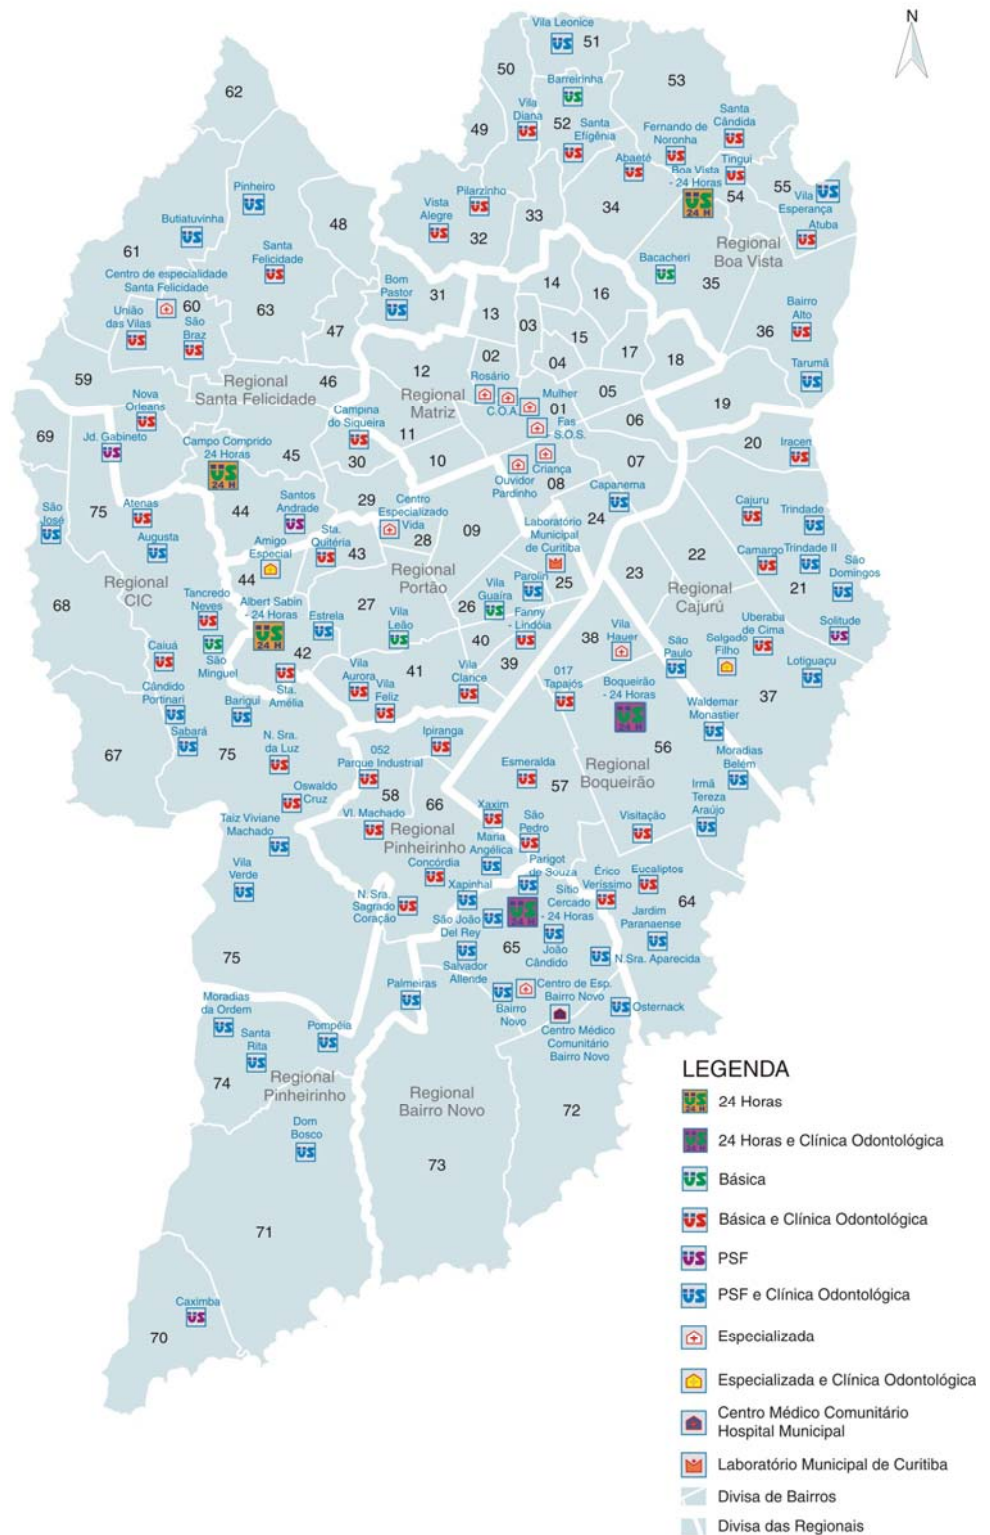 N
Vila Leonice
51
50
53
Barreirinha
62
Vila
Diana
49
52
Santa
Efigênia
Fernando de
Noronha
Santa
Cândida
Abaeté
Boa Vista
- 24 Horas
Tingui
54
55
Vila
Esperança
Atuba
Pinheiro
Butiatuvinha
48
Vista
Alegre
Pilarzinho
32
33
34
Regional
Boa Vista
61
Santa
Felicidade
Centro de especialidade
Santa Felicidade
União
das Vilas
60
São
Braz
63
47
Bom
Pastor
31
14
16
Bacacheri
35
13
03
15
Bairro
Alto
36
59
46
Regional
Santa Felicidade
12
02
04
17
18
Tarumã
Regional
Matriz
Rosário
C.O.A.
Mulher
01
05
19
Fas
S.O.S.
06
69
Nova
Orleans
Jd. Gabineto
Campo Comprido
24 Horas
45
Campina
do Siqueira
30
11
10
Ouvidor
Pardinho
Criança
08
07
20
Iracen
São
José
75
Atenas
Augusta
44
Santos
Andrade
29
Centro
Especializado
Vida
28
09
Capanema
24
Laboratório
Municipal
de Curitiba
Cajuru
Trindade
Amigo
Especial
Sta.
Quitéria
43
22
Camargo
Trindade II
São
Domingos
Regional
CIC
44
Regional
Portão
Parolin
25
23
Regional
Cajurú
21
68
Tancredo
Neves
Albert Sabin
- 24 Horas
Estrela
27
Vila
Leão
26
Vila
Guaíra
Fanny
- Lindóia
Uberaba
de Cima
Solitude
Caiuá
São
Minguel
42
40
39
38
Vila
Hauer
São
Paulo
Salgado
Filho
Lotiguaçu
Cândido
Portinari
Barigui
Sta.
Amélia
Vila
Aurora
Vila
Feliz
41
Vila
Clarice
017
Tapajós
Boqueirão
- 24 Horas
Waldemar
Monastier
37
Sabará
67
75
N. Sra.
da Luz
052
Parque Industrial
Ipiranga
56
Moradias
Belém
Oswaldo
Cruz
58
Esmeralda
57
Regional
Boqueirão
Irmã
Tereza
Araújo
Taiz Viviane
Machado
Vl. Machado
66
Regional
Pinheirinho
Xaxim
São
Pedro
Visitação
Maria
Angélica
Vila
Verde
Concórdia
Parigot
de Souza
Érico
Veríssimo
Eucaliptos
64
N. Sra.
Sagrado
Coração
Xapinhal
Sítio
Cercado
- 24 Horas
São João
Del Rey
Jardim
Paranaense
75
Salvador
Allende
65
João
Cândido
N.Sra. Aparecida
Palmeiras
Bairro
Novo
Centro de Esp.
Bairro Novo
Osternack
Centro Médico
Comunitário
Bairro Novo
Moradias
da Ordem
Santa
Rita
Pompéia
74
Regional
Pinheirinho
Regional
Bairro Novo
72
Dom
Bosco
73
71
Caximba
70
LEGENDA
24 Horas
24 Horas e Clínica Odontológica
Básica
Básica e Clínica Odontológica
PSF
PSF e Clínica Odontológica
Especializada
Especializada e Clínica Odontológica
Centro Médico Comunitário
Hospital Municipal
Laboratório Municipal de Curitiba
Divisa de Bairros
Divisa das Regionais